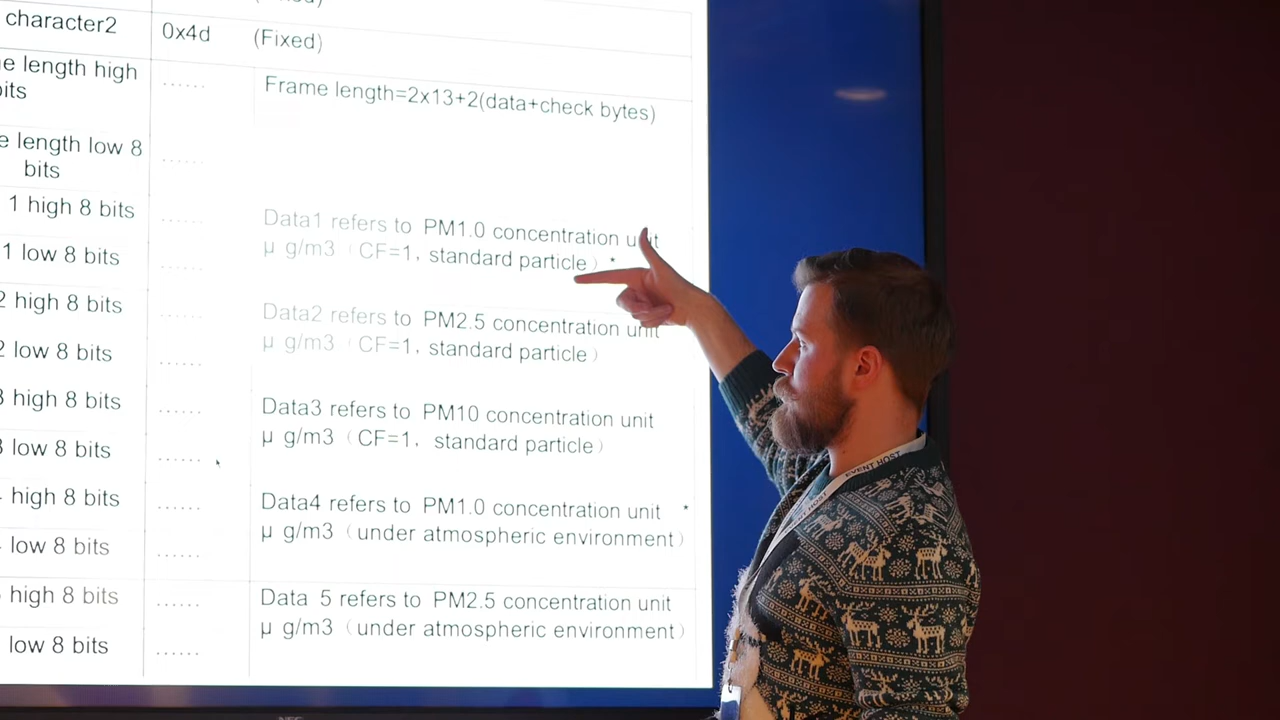 character2 0x4d (Fixed)
length high ...... Frame length=2x13+2(data+check bytes)
length low 8 ......
bits
1 high 8 bits ...... Data1 refers to PM1.0 concentration unit
μ g/m3（CF=1，standard particle）*
1 low 8 bits ......
2 high 8 bits ...... Data2 refers to PM2.5 concentration unit
μ g/m3（CF=1，standard particle）
2 low 8 bits ......
3 high 8 bits ...... Data3 refers to PM10 concentration unit
μ g/m3（CF=1，standard particle）
3 low 8 bits ......
high 8 bits ...... Data4 refers to PM1.0 concentration unit *
μ g/m3（under atmospheric environment）
low 8 bits ......
high 8 bits ...... Data 5 refers to PM2.5 concentration unit
μ g/m3（under atmospheric environment）
low 8 bits ......
EVENT HOST
HOST